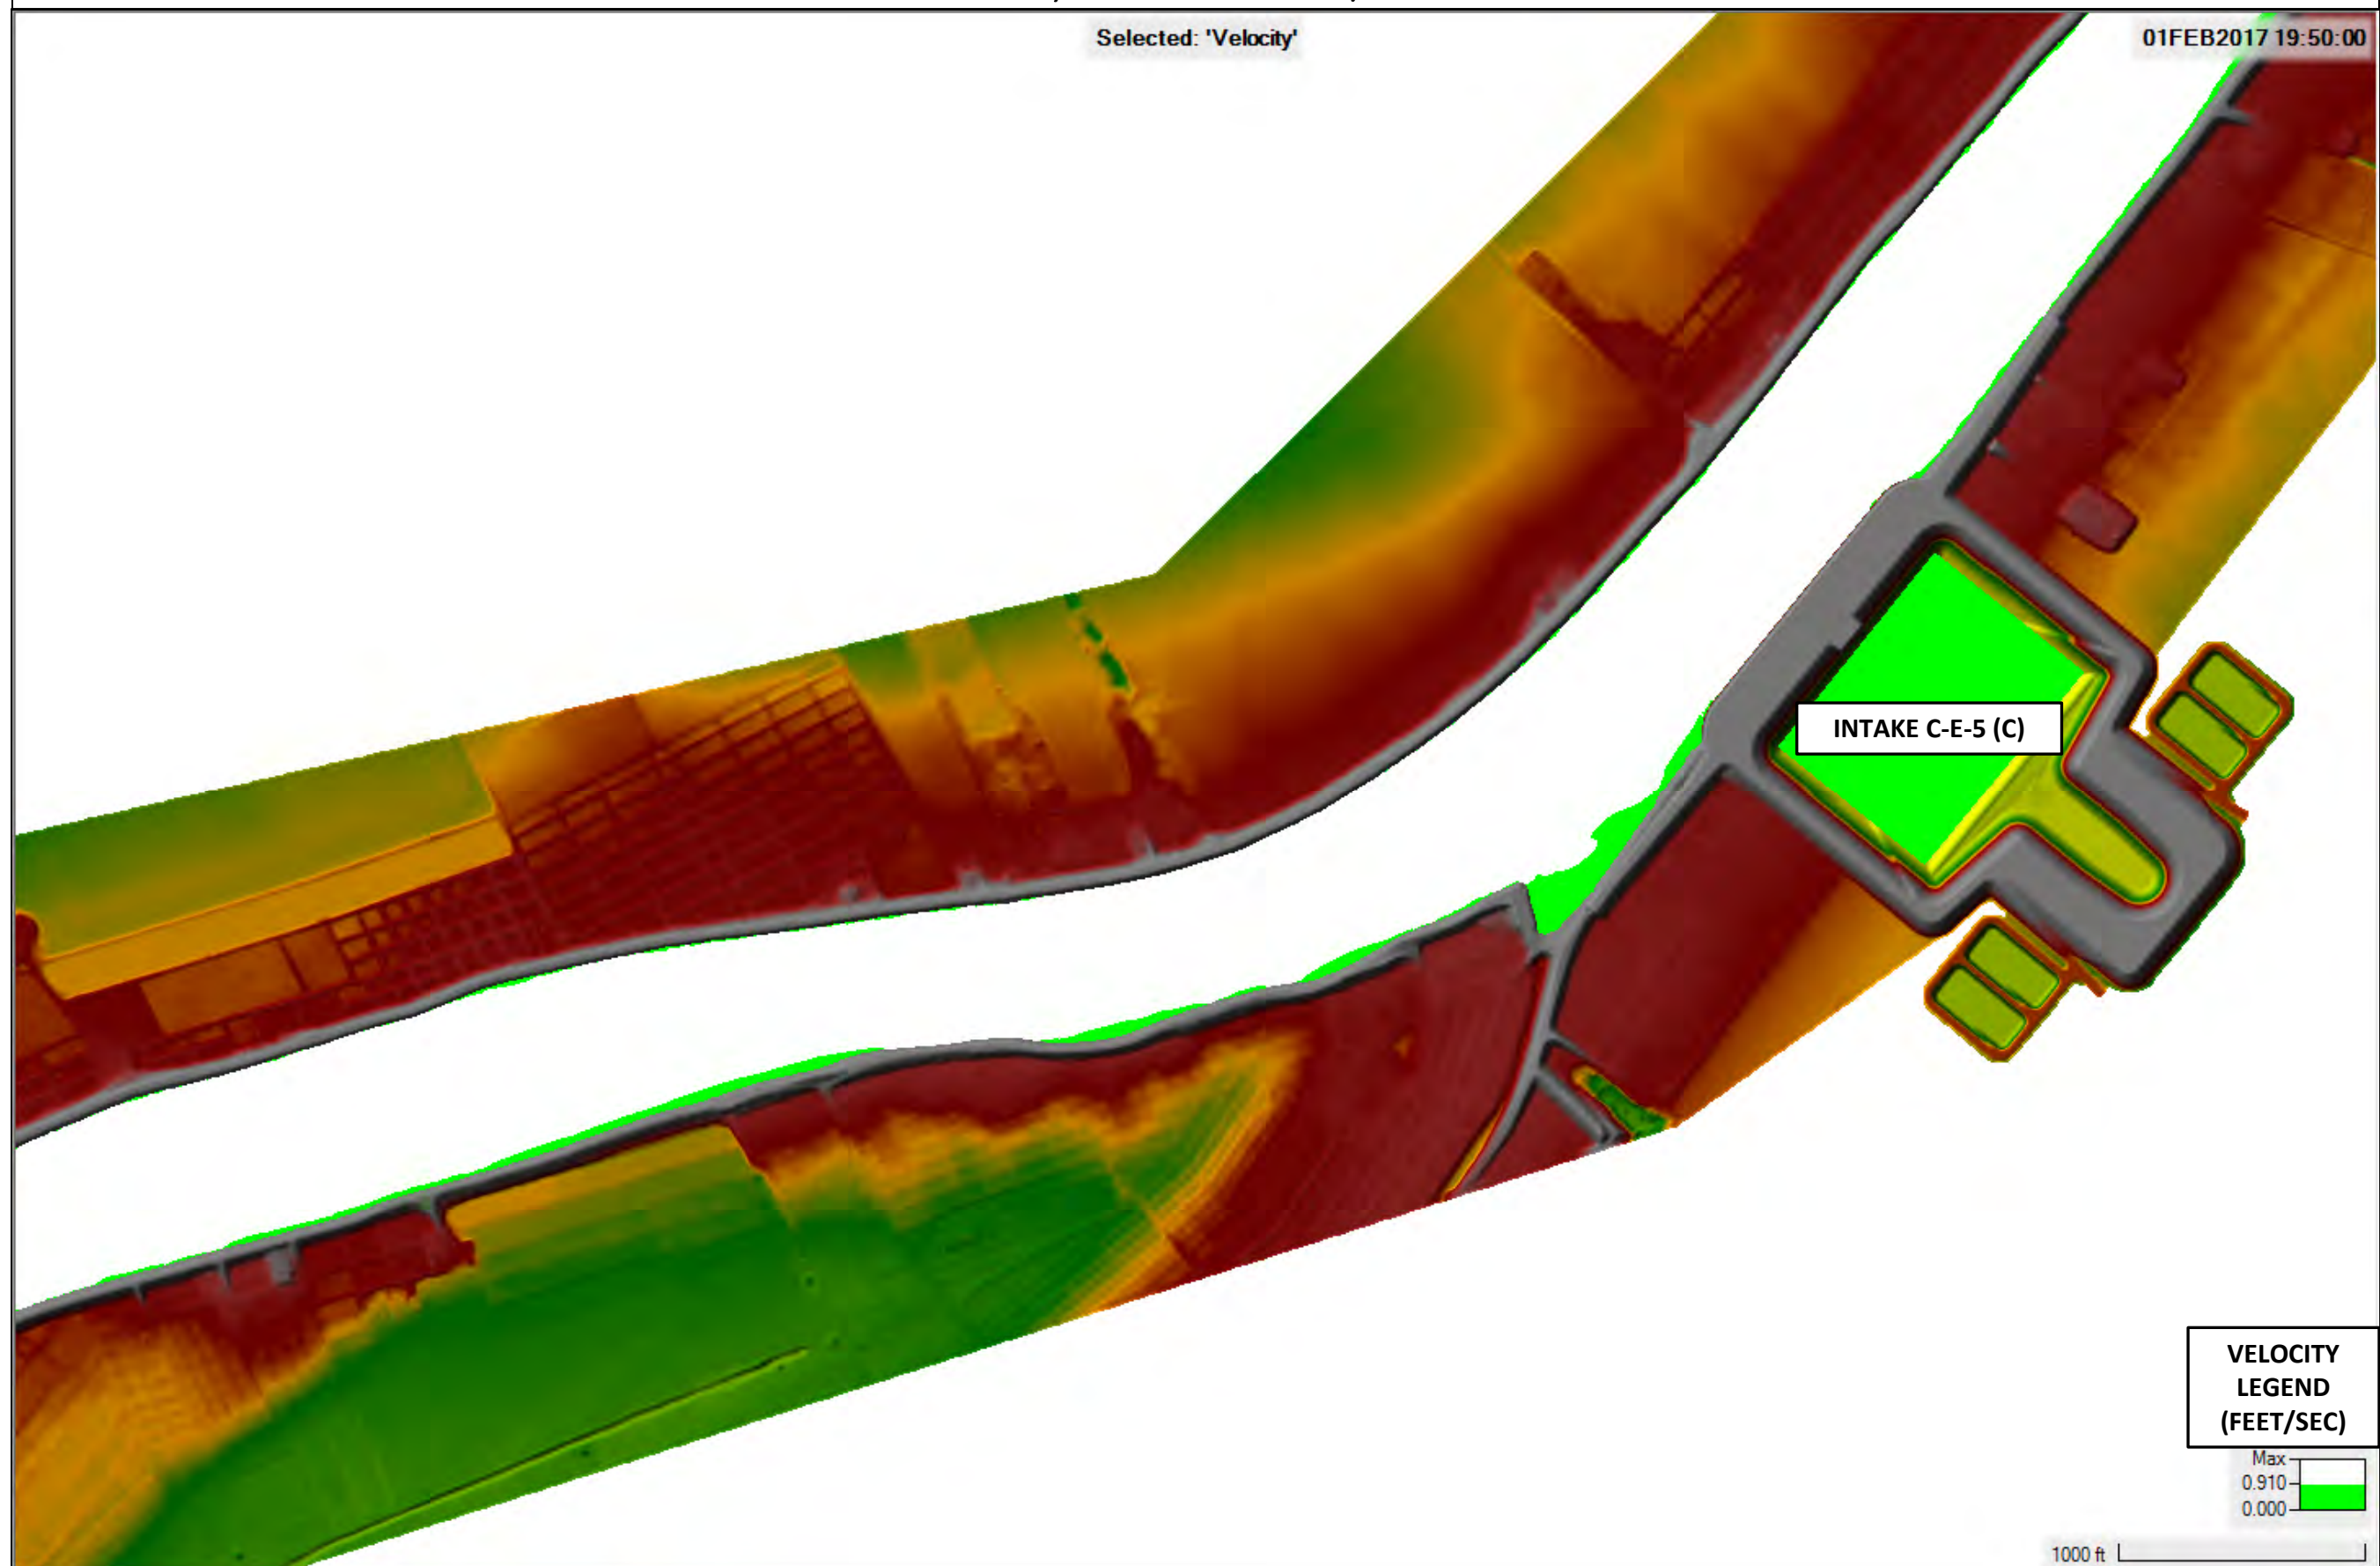 Selected: 'Velocity'
01FEB2017 19:50:00
INTAKE C-E-5 (C)
VELOCITY
LEGEND
(FEET/SEC)
Max
0.910
0.000
1000 ft